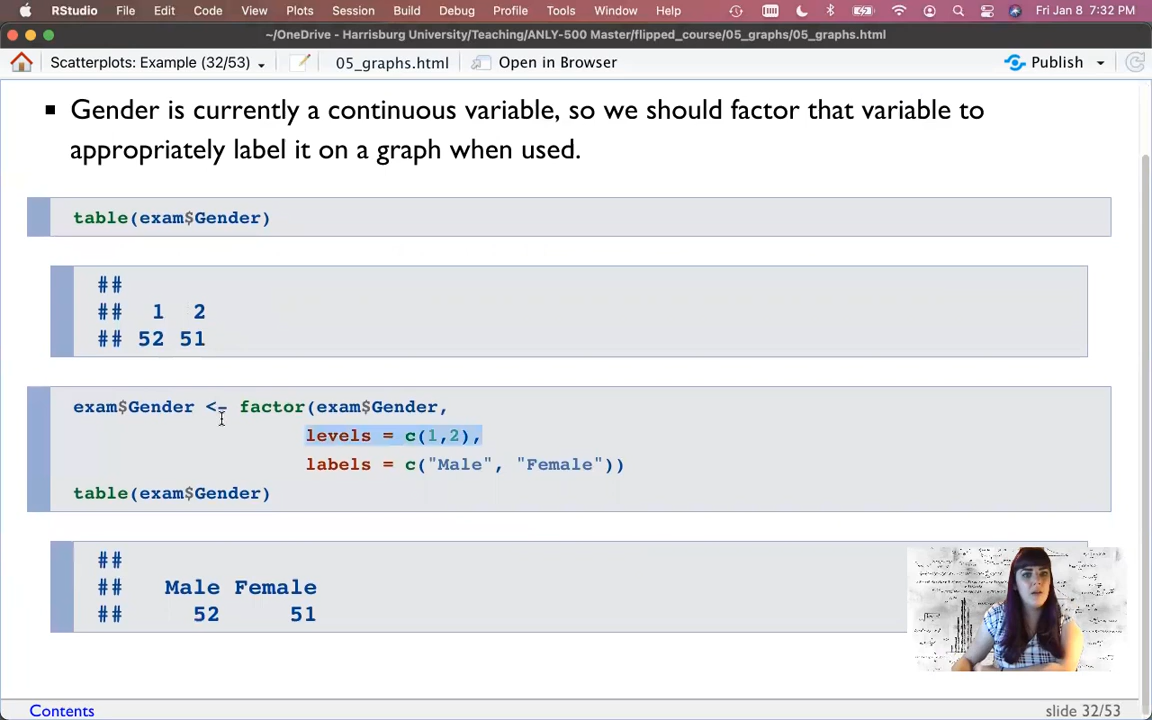 RStudio File Edit Code View Plots Session Build Debug Profile Tools Window Help Fri Jan 8 7:32 PM
~/OneDrive - Harrisburg University/Teaching/ANLY-500 Master/flipped_course/05_graphs/05_graphs.html
Scatterplots: Example (32/53) 05_graphs.html Open in Browser Publish
▪ Gender is currently a continuous variable, so we should factor that variable to
appropriately label it on a graph when used.
table(exam$Gender)
##
## 1 2
## 52 51
exam$Gender <- factor(exam$Gender,
levels = c(1,2),
labels = c("Male", "Female"))
table(exam$Gender)
##
## Male Female
## 52 51
Contents slide 32/53